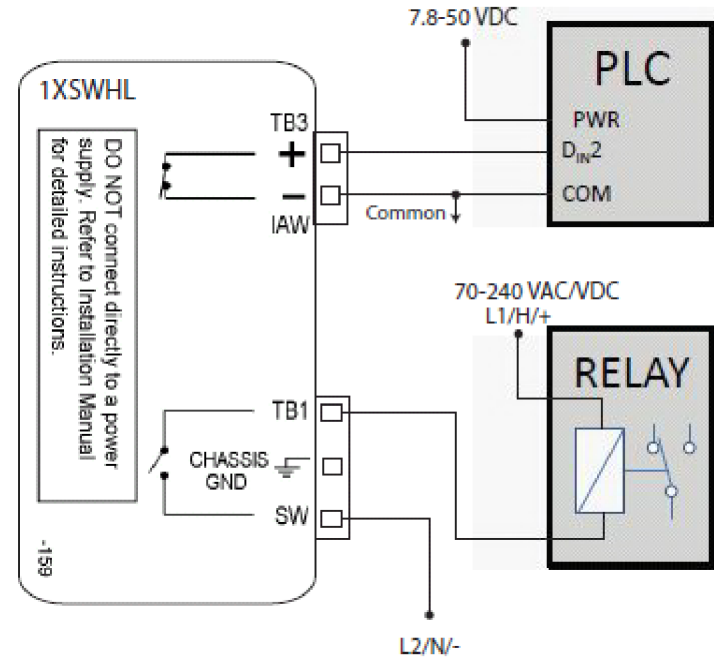 7.8-50 VDC
PLC
1XSWHL
TB3
PWR
+
D_IN2
−
COM
IAW
Common
DO NOT connect directly to a power
supply. Refer to Installation Manual
for detailed instructions.
70-240 VAC/VDC
L1/H/+
RELAY
TB1
CHASSIS
GND
SW
-159
L2/N/-